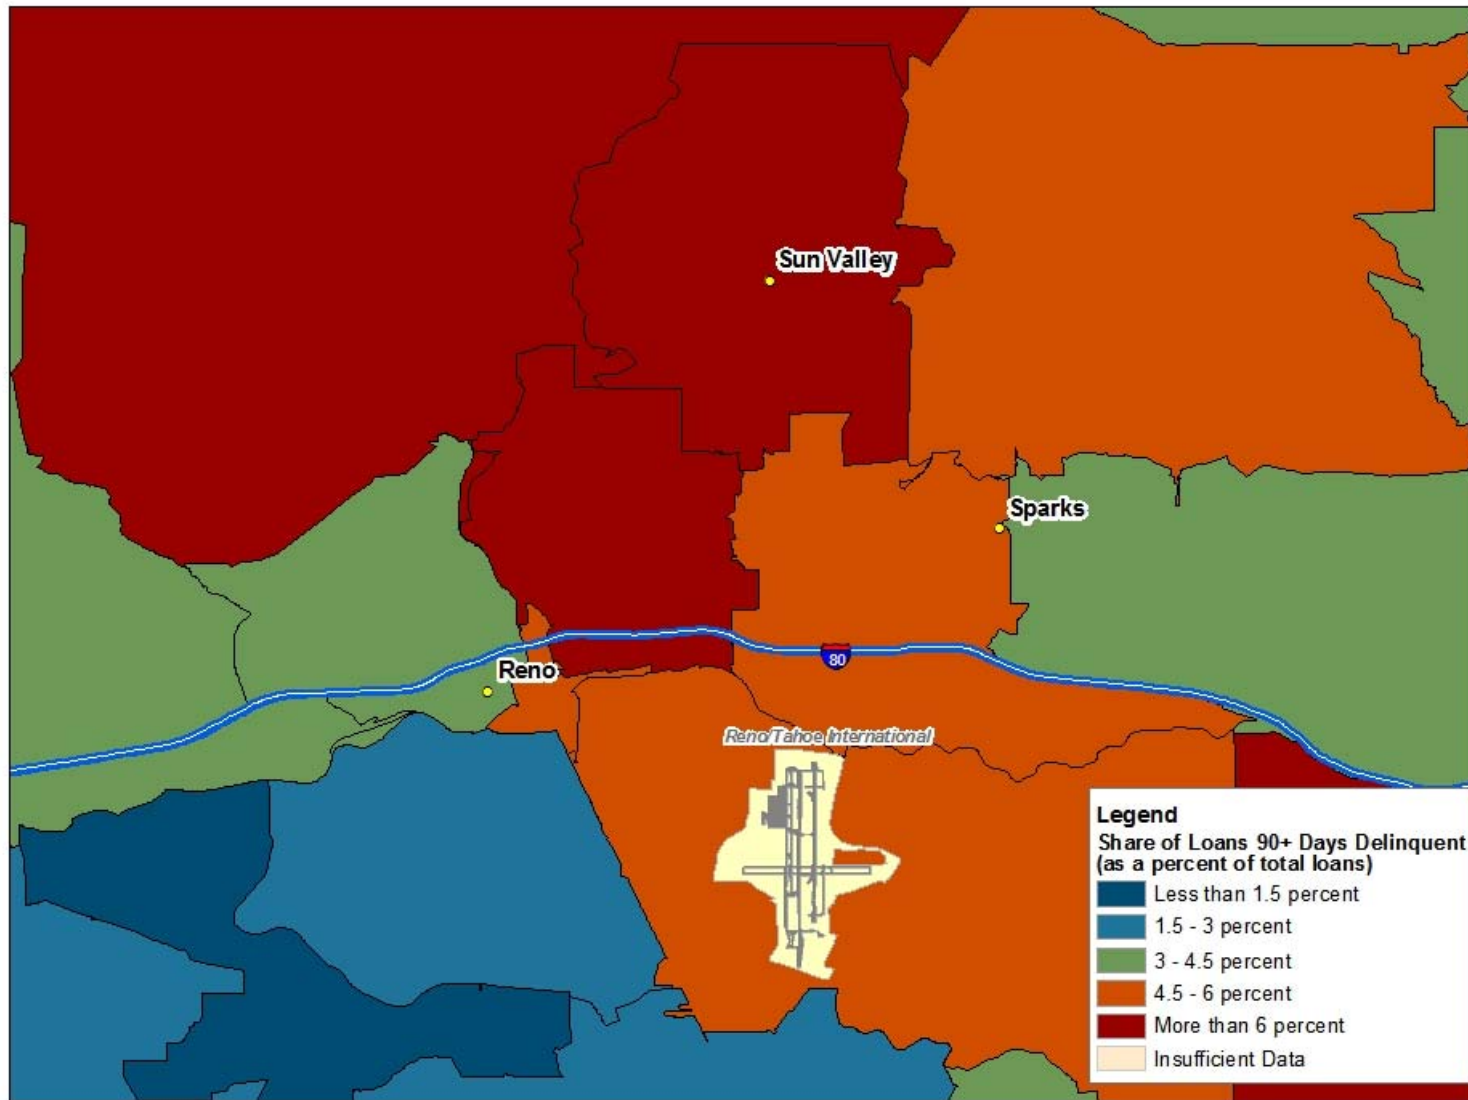 Sun Valley
Sparks
80
Reno
Reno/Tahoe International
Legend
Share of Loans 90+ Days Delinquent
(as a percent of total loans)
Less than 1.5 percent
1.5 - 3 percent
3 - 4.5 percent
4.5 - 6 percent
More than 6 percent
Insufficient Data